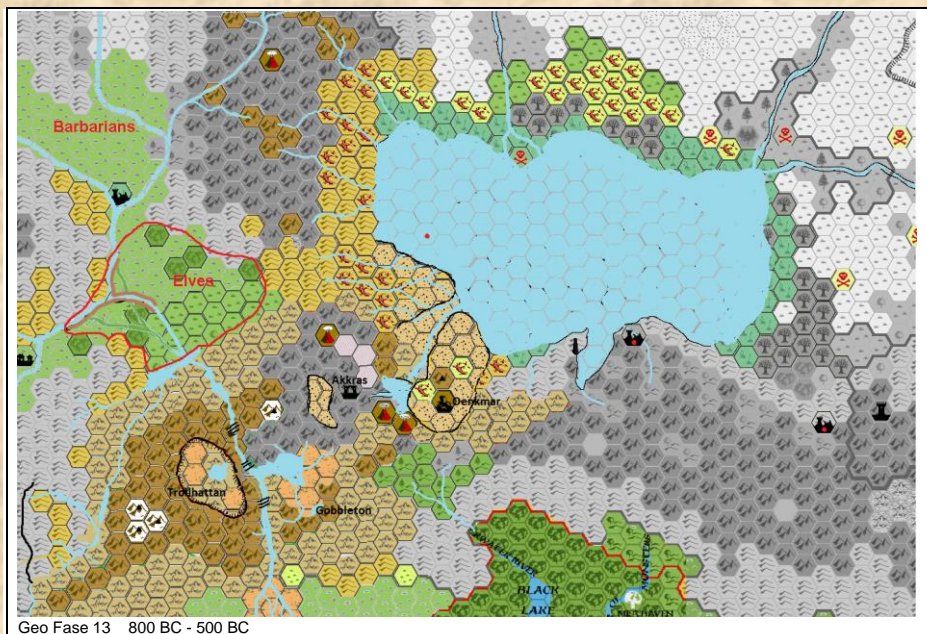 Barbarians
Elves
Akkras
Denkmar
Trollhattan
Gobbleton
BLACK
LAKE
Geo Fase 13 800 BC - 500 BC